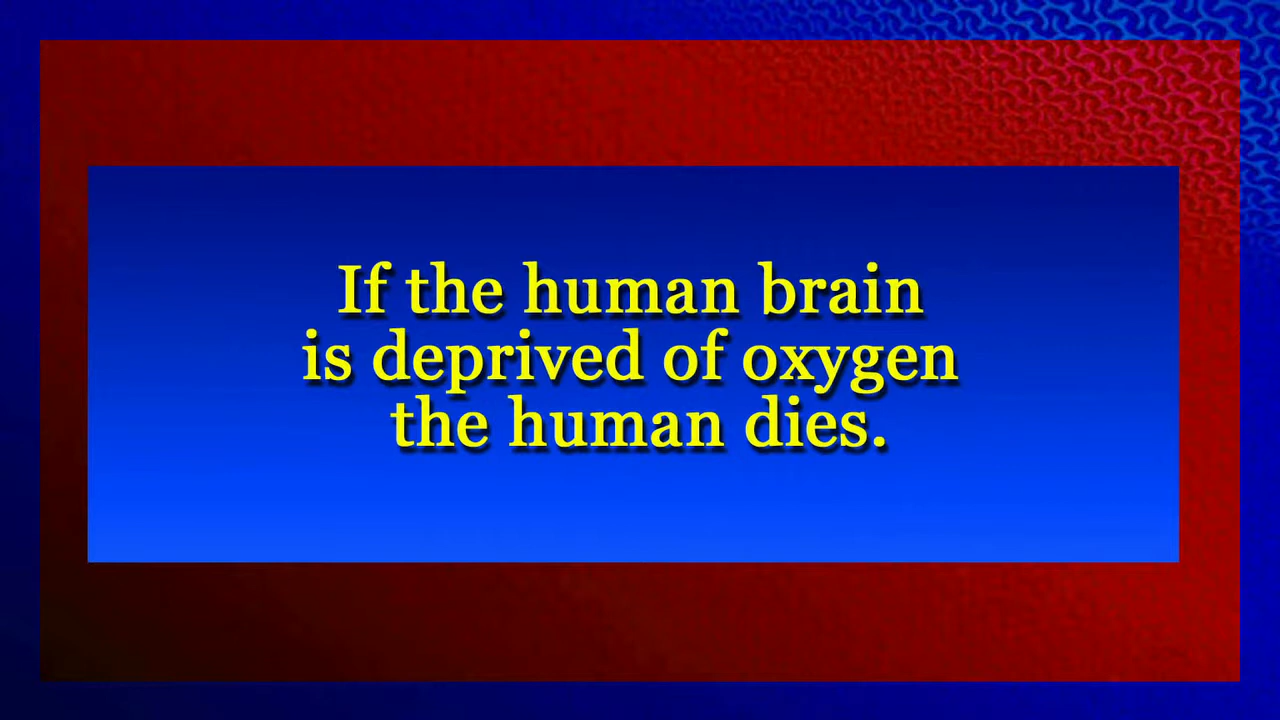 If the human brain
is deprived of oxygen
the human dies.